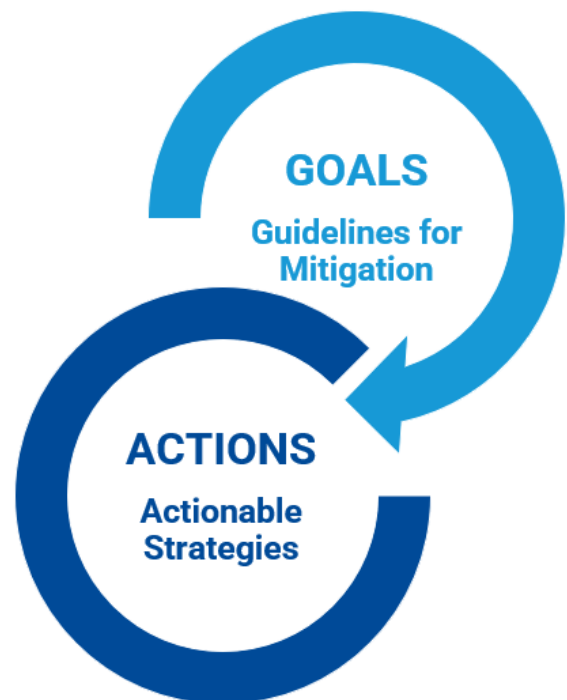 GOALS
Guidelines for
Mitigation
ACTIONS
Actionable
Strategies